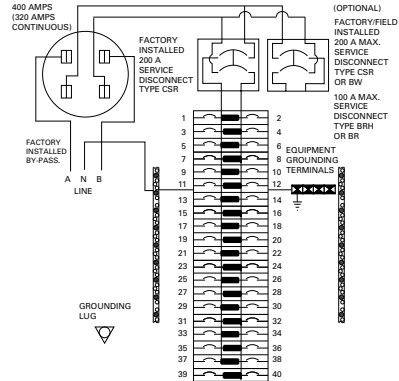 400 AMPS
(320 AMPS
CONTINUOUS)
FACTORY
INSTALLED
200 A
SERVICE
DISCONNECT
TYPE CSR
(OPTIONAL)
FACTORY/FIELD
INSTALLED
200 A MAX.
SERVICE
DISCONNECT
TYPE CSR
OR BW
100 A MAX.
SERVICE
DISCONNECT
TYPE BRH
OR BR
FACTORY
INSTALLED
BY-PASS.
A N B
LINE
EQUIPMENT
GROUNDING
TERMINALS
GROUNDING
LUG
1 2
3 4
5 6
7 8
9 10
11 12
13 14
15 16
17 18
19 20
21 22
23 24
25 26
27 28
29 30
31 32
33 34
35 36
37 38
39 40